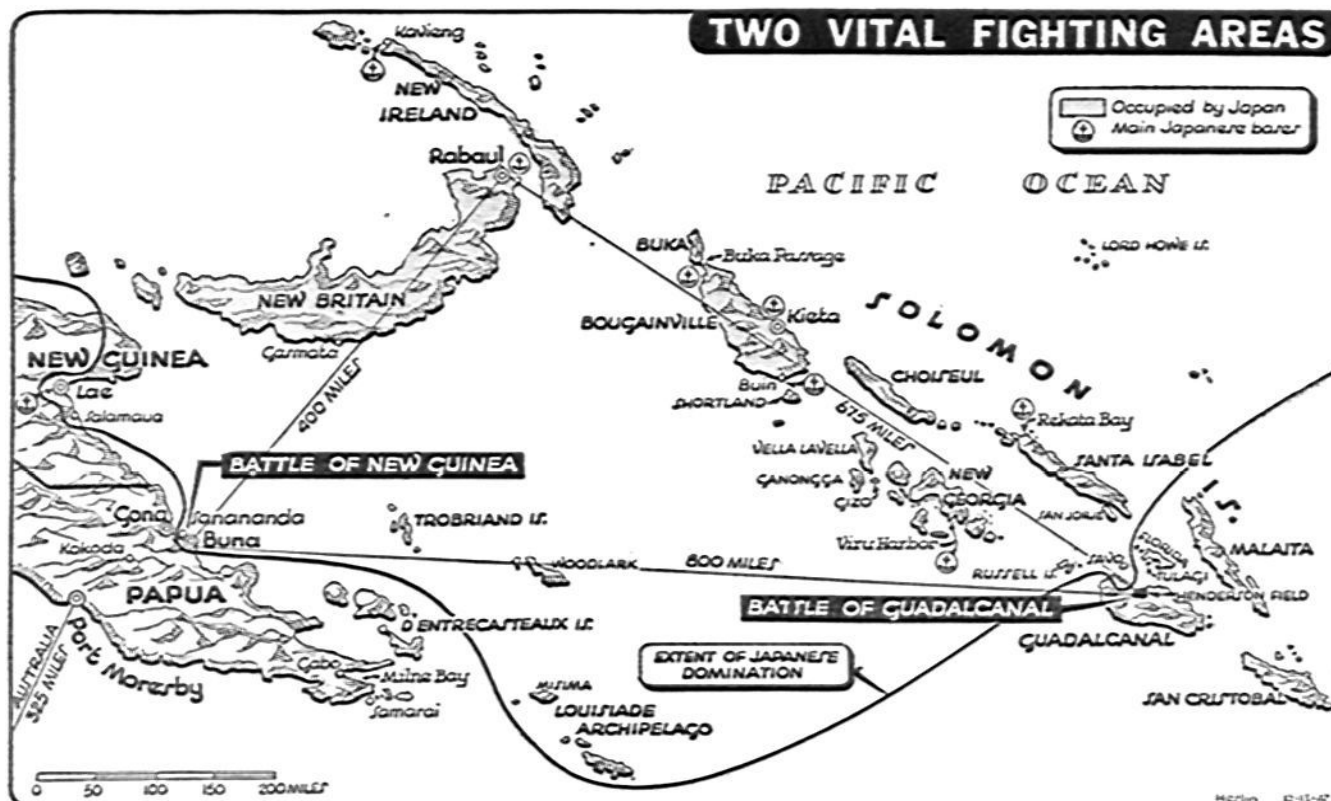 TWO VITAL FIGHTING AREAS
Occupied by Japan
Main Japanese bases
Kavieng
NEW
IRELAND
Rabaul
PACIFIC OCEAN
LORD HOWE IS.
BUKA
Buka Passage
NEW BRITAIN
Gasmata
BOUGAINVILLE
Kieta
SOLOMON
IS.
NEW GUINEA
Lae
Salamaua
400 MILES
Buin
SHORTLAND
CHOISEUL
675 MILES
Rekata Bay
VELLA LAVELLA
GANONGGA
GIZO
NEW
GEORGIA
SANTA ISABEL
SAN JORJE
BATTLE OF NEW GUINEA
Gona
Sanananda
Buna
Kokoda
TROBRIAND IS.
WOODLARK
600 MILES
Viru Harbor
RUSSELL IS.
SAVO
FLORIDA
TULAGI
MALAITA
HENDERSON FIELD
BATTLE OF GUADALCANAL
GUADALCANAL
PAPUA
D'ENTRECASTEAUX IS.
Port Moresby
AUSTRALIA
325 MILES
Gabo
Milne Bay
Samarai
EXTENT OF JAPANESE
DOMINATION
MISIMA
LOUISIADE
ARCHIPELAGO
SAN CRISTOBAL
0 50 100 150 200 MILES